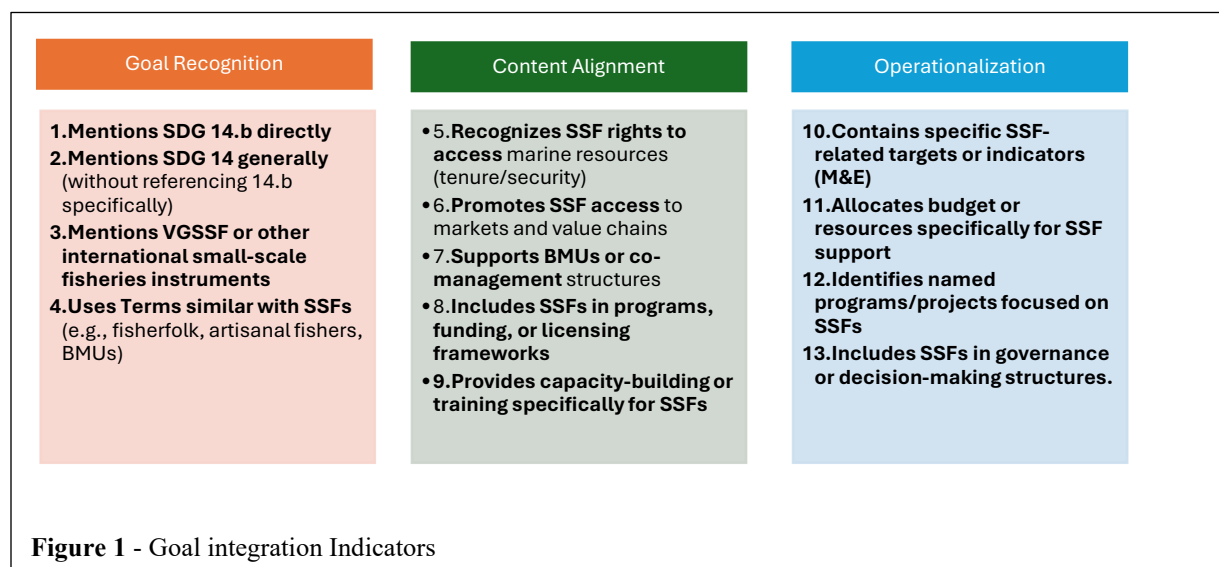 Goal Recognition
1.Mentions SDG 14.b directly
2.Mentions SDG 14 generally
(without referencing 14.b
specifically)
3.Mentions VGSSF or other
international small-scale
fisheries instruments
4.Uses Terms similar with SSFs
(e.g., fisherfolk, artisanal fishers,
BMUs)
Content Alignment
•5.Recognizes SSF rights to
access marine resources
(tenure/security)
•6.Promotes SSF access to
markets and value chains
•7.Supports BMUs or co-
management structures
•8.Includes SSFs in programs,
funding, or licensing
frameworks
•9.Provides capacity-building or
training specifically for SSFs
Operationalization
10.Contains specific SSF-
related targets or indicators
(M&E)
11.Allocates budget or
resources specifically for SSF
support
12.Identifies named
programs/projects focused on
SSFs
13.Includes SSFs in governance
or decision-making structures.
Figure 1 - Goal integration Indicators